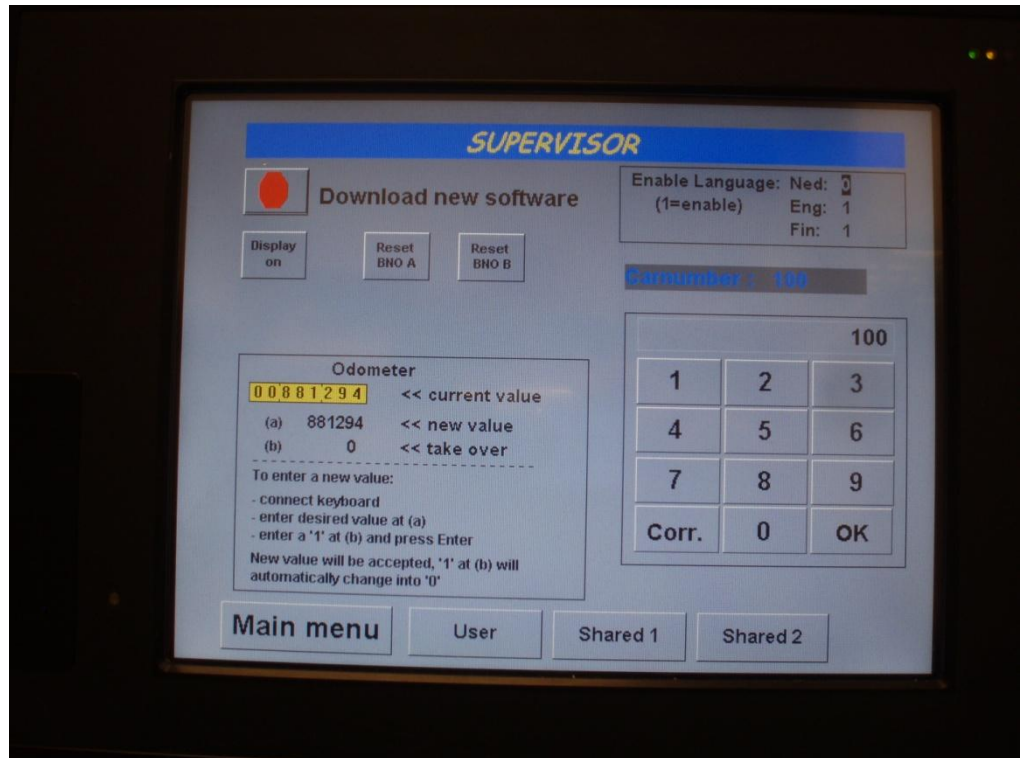 SUPERVISOR
Download new software
Enable Language: Ned: 0
(1=enable) Eng: 1
Fin: 1
Display
on
Reset
BNO A
Reset
BNO B
Carnumber : 100
100
1 2 3
4 5 6
7 8 9
Corr. 0 OK
Odometer
00881294 << current value
(a) 881294 << new value
(b) 0 << take over
To enter a new value:
- connect keyboard
- enter desired value at (a)
- enter a '1' at (b) and press Enter
New value will be accepted, '1' at (b) will
automatically change into '0'
Main menu User Shared 1 Shared 2